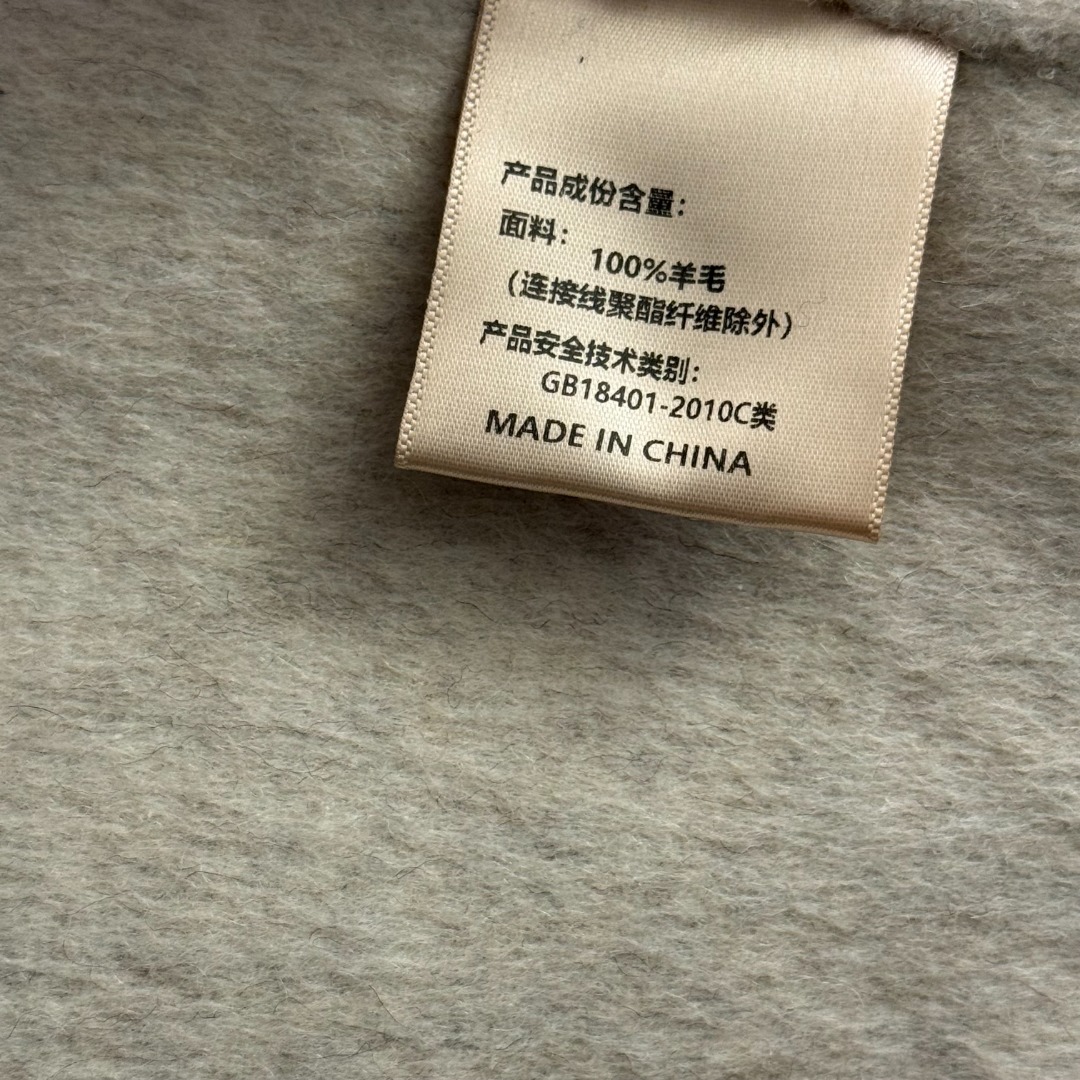 产品成份含量：
面料：
100%羊毛
（连接线聚酯纤维除外）
产品安全技术类别：
GB18401-2010C类
MADE IN CHINA